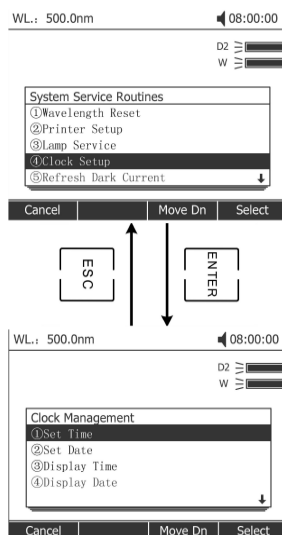 WL.: 500.0nm 08:00:00
D2
W
System Service Routines
①Wavelength Reset
②Printer Setup
③Lamp Service
④Clock Setup
⑤Refresh Dark Current
Cancel Move Dn Select
ESC ENTER
WL.: 500.0nm 08:00:00
D2
W
Clock Management
①Set Time
②Set Date
③Display Time
④Display Date
Cancel Move Dn Select